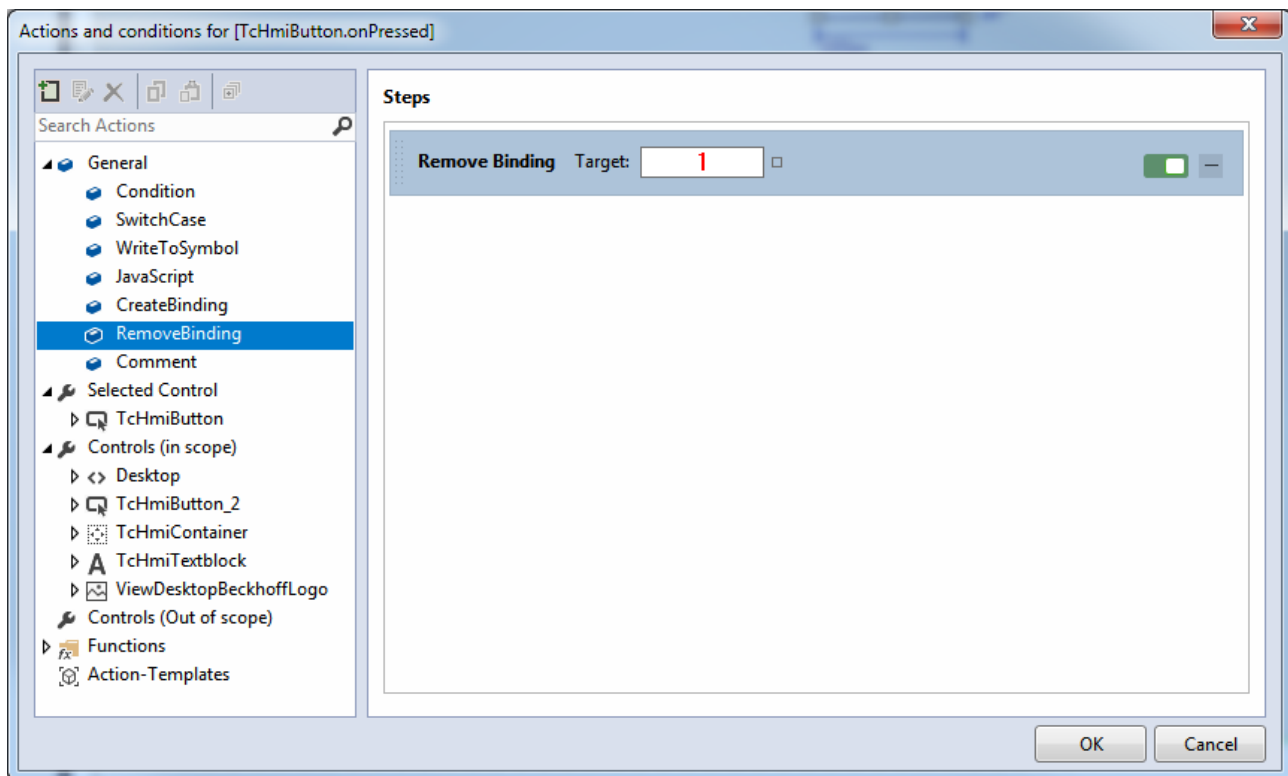 Actions and conditions for [TcHmiButton.onPressed]
Search Actions
General
Condition
SwitchCase
WriteToSymbol
JavaScript
CreateBinding
RemoveBinding
Comment
Selected Control
TcHmiButton
Controls (in scope)
Desktop
TcHmiButton_2
TcHmiContainer
TcHmiTextblock
ViewDesktopBeckhoffLogo
Controls (Out of scope)
Functions
Action-Templates
Steps
Remove Binding Target: 1
OK Cancel